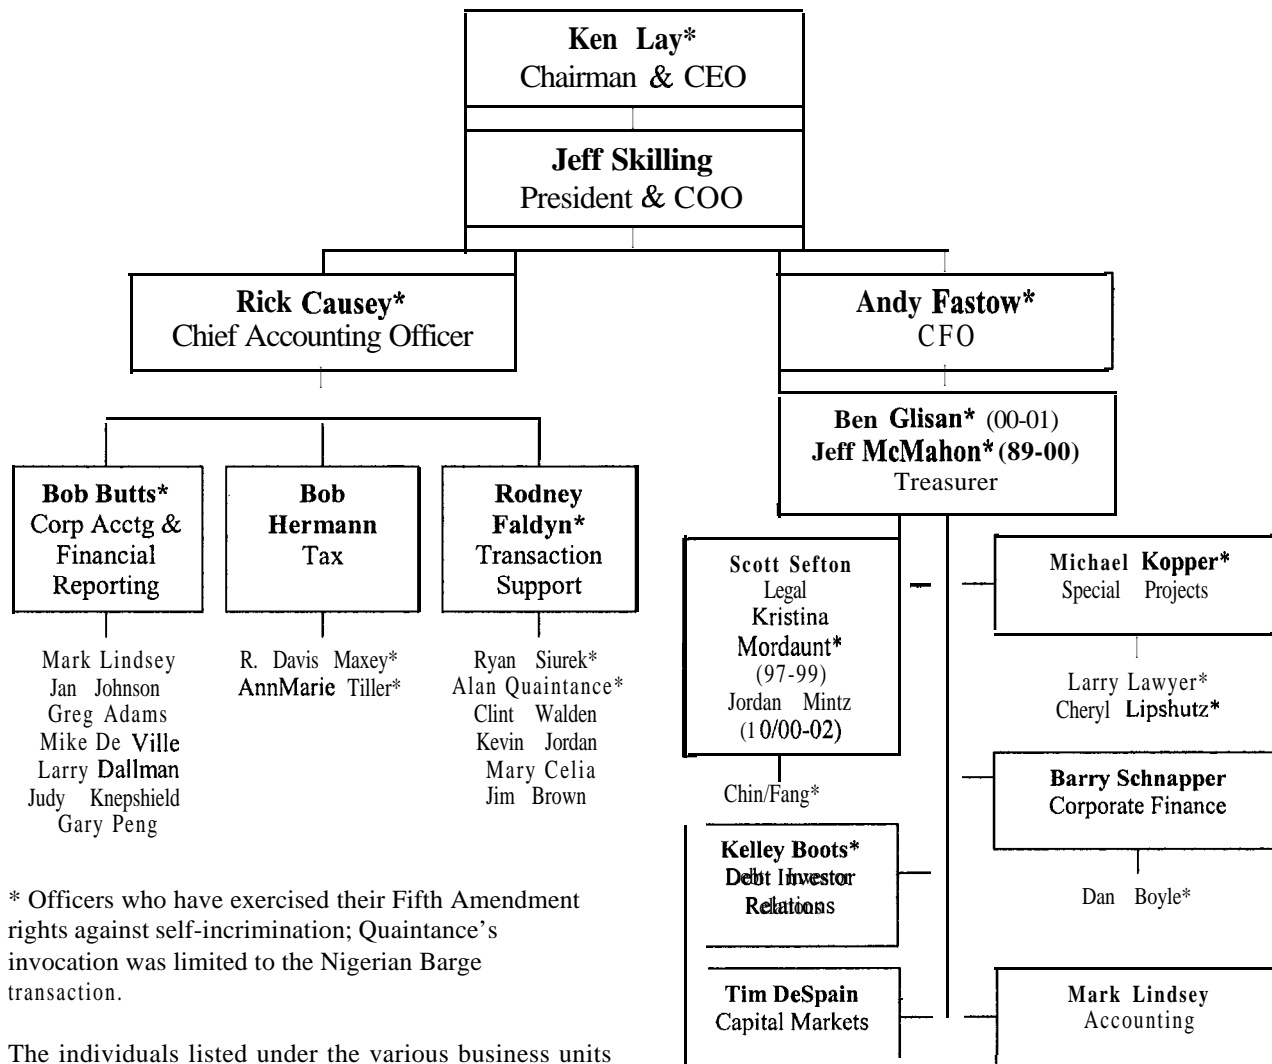 Ken Lay*
Chairman & CEO
Jeff Skilling
President & COO
Rick Causey*
Chief Accounting Officer
Andy Fastow*
CFO
Ben Glisan* (00-01)
Jeff McMahon* (89-00)
Treasurer
Bob Butts*
Corp Acctg &
Financial
Reporting
Mark Lindsey
Jan Johnson
Greg Adams
Mike De Ville
Larry Dallman
Judy Knepshield
Gary Peng
Bob
Hermann
Tax
R. Davis Maxey*
AnnMarie Tiller*
Rodney
Faldyn*
Transaction
Support
Ryan Siurek*
Alan Quaintance*
Clint Walden
Kevin Jordan
Mary Celia
Jim Brown
Scott Sefton
Legal
Kristina
Mordaunt*
(97-99)
Jordan Mintz
(10/00-02)
Chin/Fang*
Michael Kopper*
Special Projects
Larry Lawyer*
Cheryl Lipshutz*
Kelley Boots*
Debt Investor
Relations
Barry Schnapper
Corporate Finance
Dan Boyle*
Tim DeSpain
Capital Markets
Mark Lindsey
Accounting
* Officers who have exercised their Fifth Amendment
rights against self-incrimination; Quaintance's
invocation was limited to the Nigerian Barge
transaction.
The individuals listed under the various business units